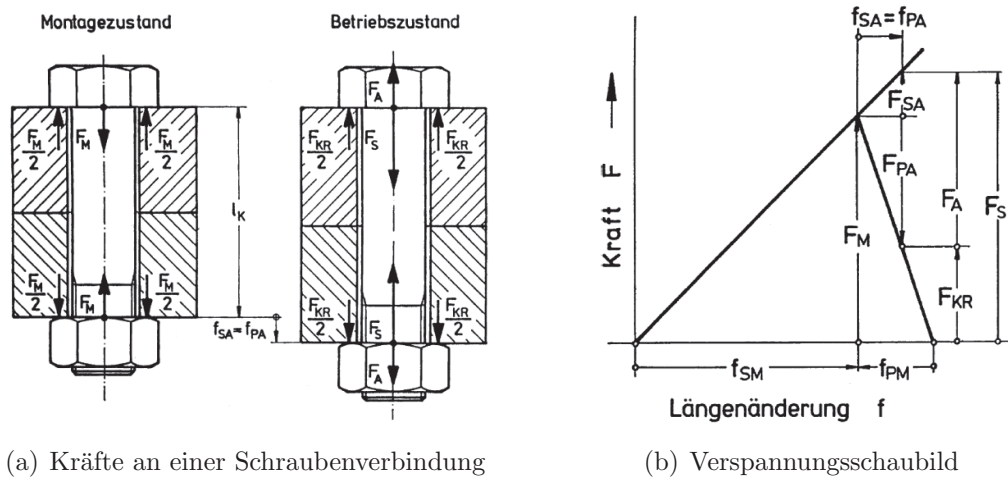 Montagezustand
Betriebszustand
F_A
F_M/2
F_M
F_M/2
F_KR/2
F_S
F_KR/2
l_K
F_M/2
F_M
F_M/2
F_KR/2
F_S
F_KR/2
f_SA=f_PA
F_A
(a) Kräfte an einer Schraubenverbindung
f_SA=f_PA
Kraft F
F_SA
F_PA
F_M
F_A
F_S
F_KR
f_SM
f_PM
Längenänderung f
(b) Verspannungsschaubild